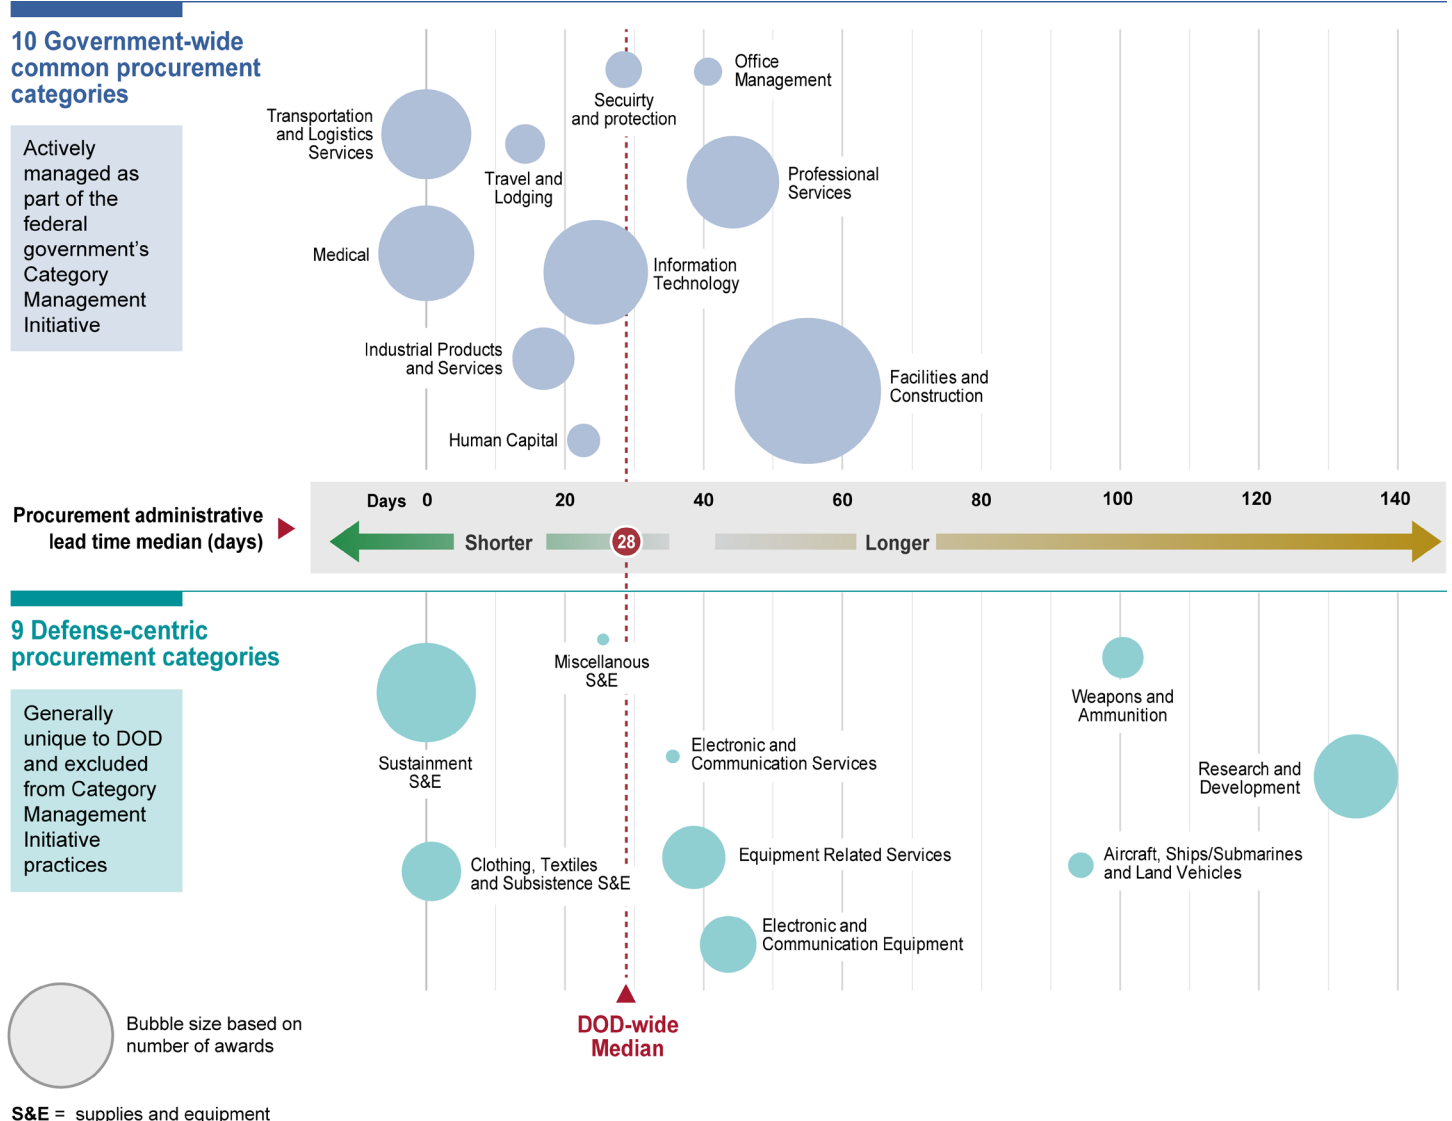 10 Government-wide
common procurement
categories
Actively
managed as
part of the
federal
government’s
Category
Management
Initiative
Transportation
and Logistics
Services
Travel and
Lodging
Secuirty
and protection
Office
Management
Professional
Services
Medical
Information
Technology
Industrial Products
and Services
Facilities and
Construction
Human Capital
Procurement administrative
lead time median (days)
Days 0 20 40 60 80 100 120 140
Shorter 28 Longer
9 Defense-centric
procurement categories
Generally
unique to DOD
and excluded
from Category
Management
Initiative
practices
Sustainment
S&E
Miscellanous
S&E
Weapons and
Ammunition
Electronic and
Communication Services
Research and
Development
Clothing, Textiles
and Subsistence S&E
Equipment Related Services
Aircraft, Ships/Submarines
and Land Vehicles
Electronic and
Communication Equipment
DOD-wide
Median
Bubble size based on
number of awards
S&E = supplies and equipment